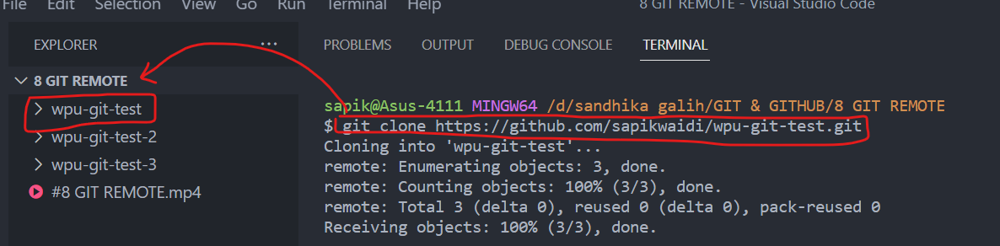 File Edit Selection View Go Run Terminal Help 8 GIT REMOTE - Visual Studio Code
EXPLORER ...
8 GIT REMOTE
wpu-git-test
wpu-git-test-2
wpu-git-test-3
#8 GIT REMOTE.mp4
PROBLEMS OUTPUT DEBUG CONSOLE TERMINAL
sapik@Asus-4111 MINGW64 /d/sandhika galih/GIT & GITHUB/8 GIT REMOTE
$ git clone https://github.com/sapikwaidi/wpu-git-test.git
Cloning into 'wpu-git-test'...
remote: Enumerating objects: 3, done.
remote: Counting objects: 100% (3/3), done.
remote: Total 3 (delta 0), reused 0 (delta 0), pack-reused 0
Receiving objects: 100% (3/3), done.